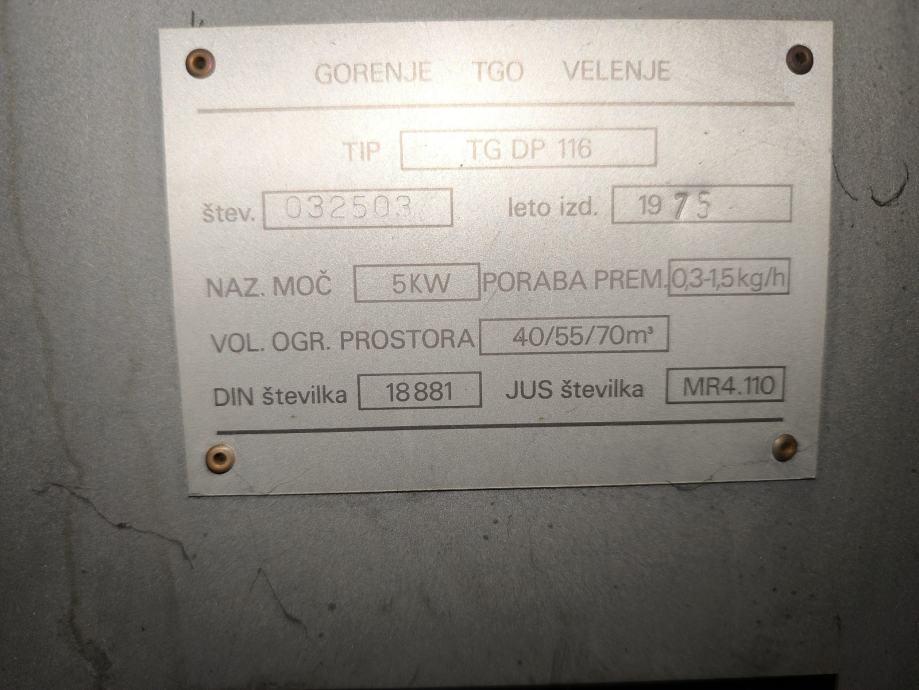 GORENJE TGO VELENJE
TIP TG DP 116
štev. 032503 leto izd. 1975
NAZ. MOČ 5KW PORABA PREM. 0,3-1,5kg/h
VOL. OGR. PROSTORA 40/55/70m³
DIN številka 18881 JUS številka MR4.110